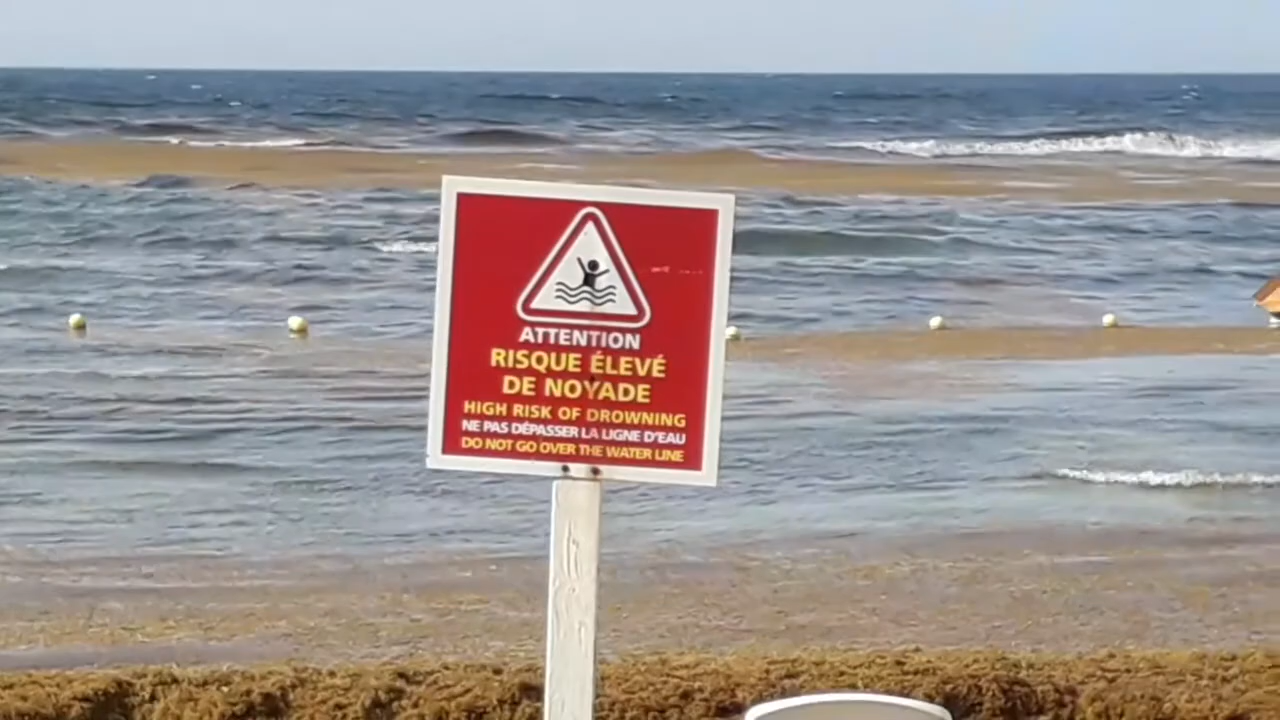 ATTENTION
RISQUE ÉLEVÉ
DE NOYADE
HIGH RISK OF DROWNING
NE PAS DÉPASSER LA LIGNE D'EAU
DO NOT GO OVER THE WATER LINE